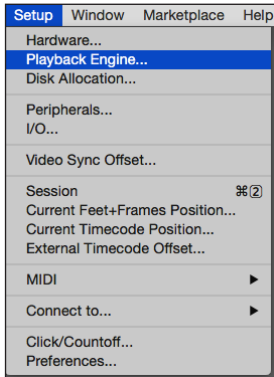 Setup Window Marketplace Help
Hardware...
Playback Engine...
Disk Allocation...
Peripherals...
I/O...
Video Sync Offset...
Session ⌘2
Current Feet+Frames Position...
Current Timecode Position...
External Timecode Offset...
MIDI ▶
Connect to... ▶
Click/Countoff...
Preferences...